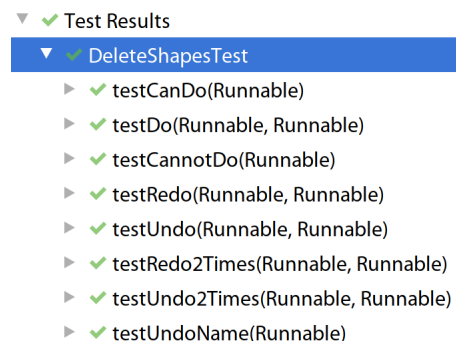 Test Results
DeleteShapesTest
testCanDo(Runnable)
testDo(Runnable, Runnable)
testCannotDo(Runnable)
testRedo(Runnable, Runnable)
testUndo(Runnable, Runnable)
testRedo2Times(Runnable, Runnable)
testUndo2Times(Runnable, Runnable)
testUndoName(Runnable)